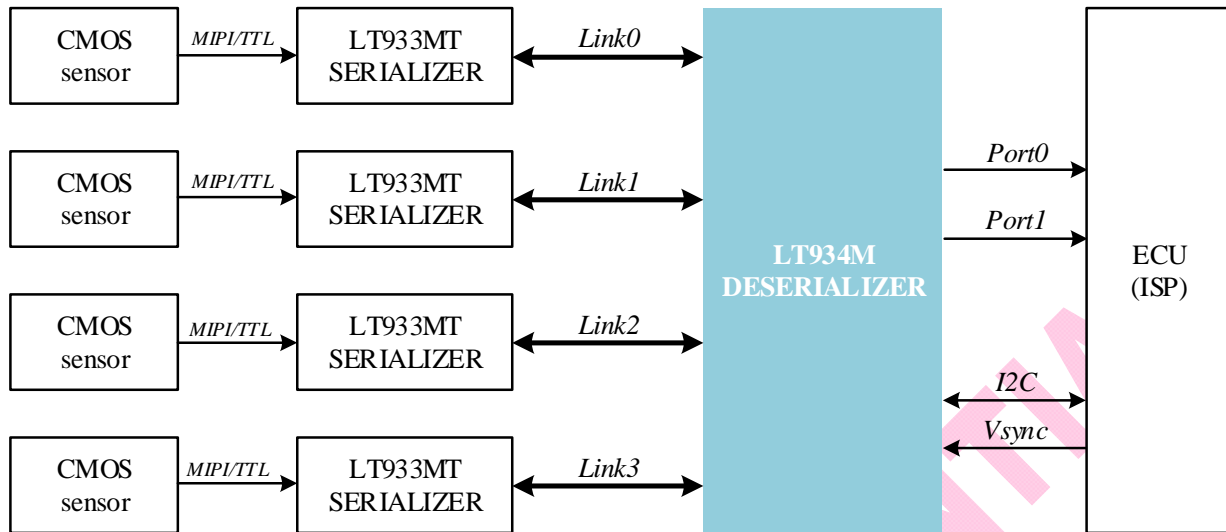 CMOS
sensor
MIPI/TTL
LT933MT
SERIALIZER
Link0
CMOS
sensor
MIPI/TTL
LT933MT
SERIALIZER
Link1
CMOS
sensor
MIPI/TTL
LT933MT
SERIALIZER
Link2
CMOS
sensor
MIPI/TTL
LT933MT
SERIALIZER
Link3
LT934M
DESERIALIZER
Port0
Port1
I2C
Vsync
ECU
(ISP)